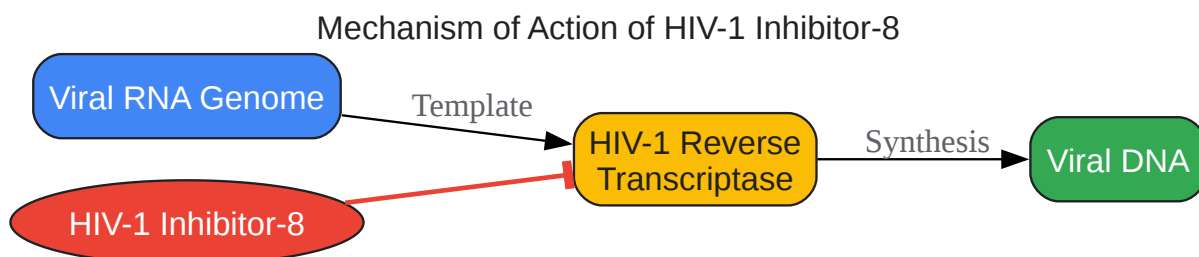 Mechanism of Action of HIV-1 Inhibitor-8
Viral RNA Genome
Template
HIV-1 Reverse
Transcriptase
Synthesis
Viral DNA
HIV-1 Inhibitor-8